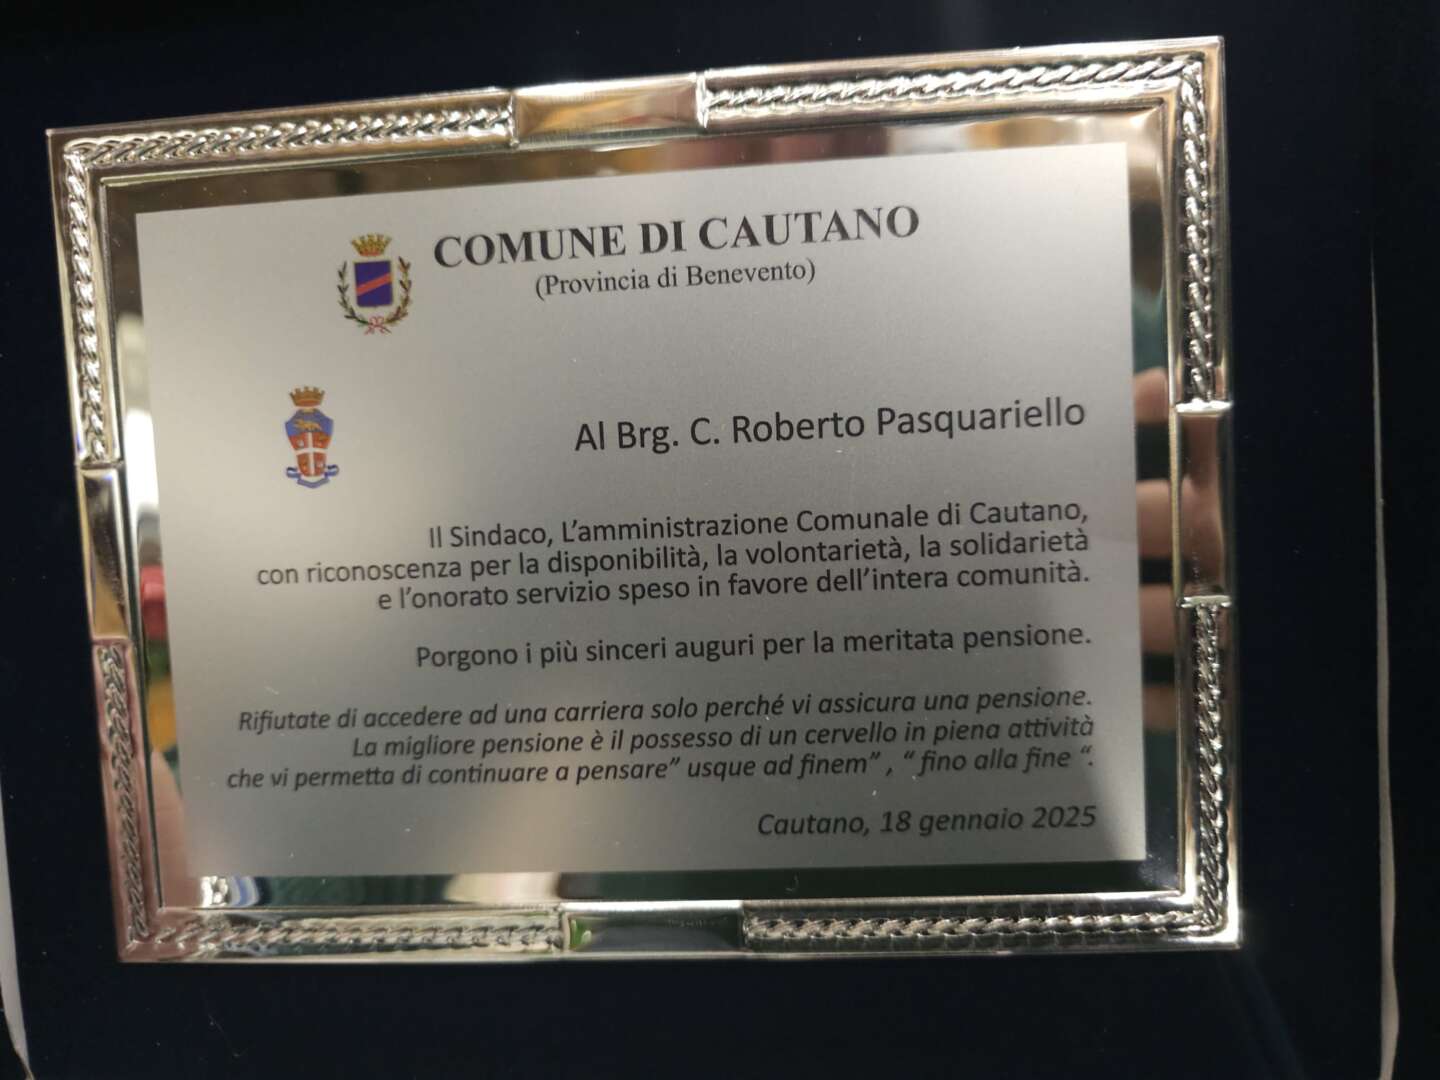 COMUNE DI CAUTANO
(Provincia di Benevento)
Al Brg. C. Roberto Pasquariello
Il Sindaco, L'amministrazione Comunale di Cautano,
con riconoscenza per la disponibilità, la volontarietà, la solidarietà
e l'onorato servizio speso in favore dell'intera comunità.
Porgono i più sinceri auguri per la meritata pensione.
Rifiutate di accedere ad una carriera solo perché vi assicura una pensione.
La migliore pensione è il possesso di un cervello in piena attività
che vi permetta di continuare a pensare" usque ad finem" , " fino alla fine ".
Cautano, 18 gennaio 2025